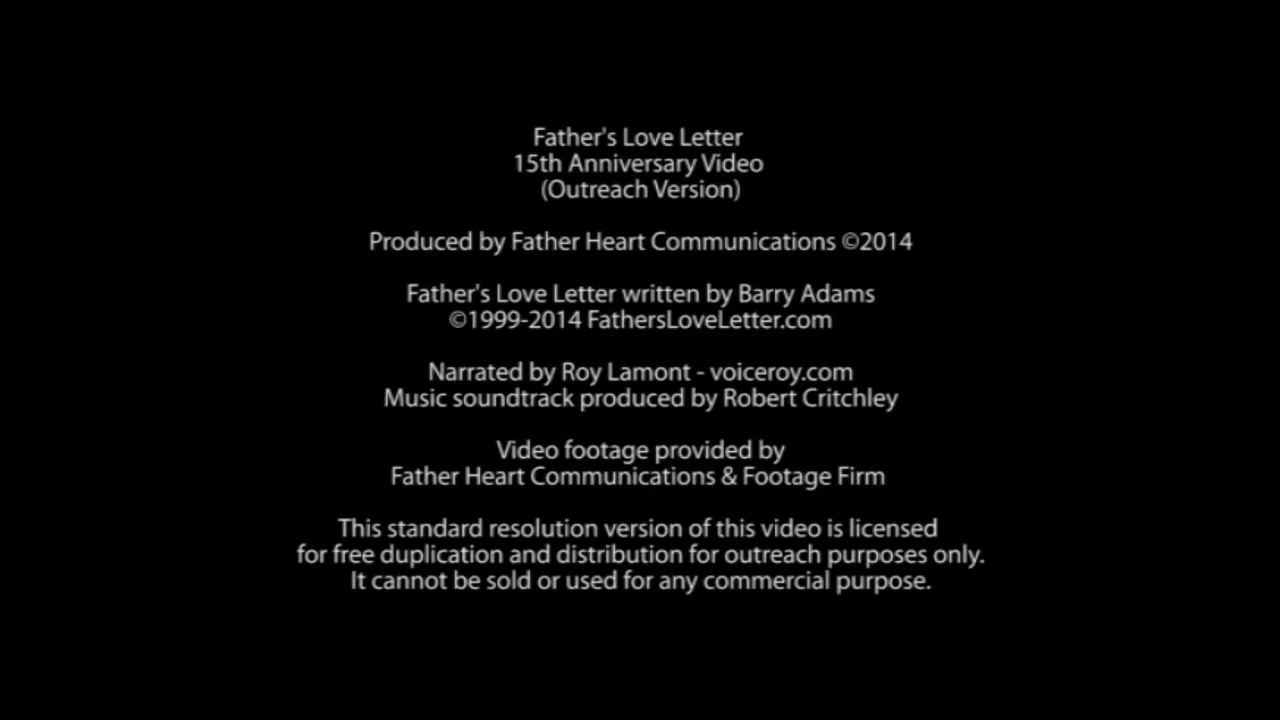 Father's Love Letter
15th Anniversary Video
(Outreach Version)
Produced by Father Heart Communications ©2014
Father's Love Letter written by Barry Adams
©1999-2014 FathersLoveLetter.com
Narrated by Roy Lamont - voiceroy.com
Music soundtrack produced by Robert Critchley
Video footage provided by
Father Heart Communications & Footage Firm
This standard resolution version of this video is licensed
for free duplication and distribution for outreach purposes only.
It cannot be sold or used for any commercial purpose.